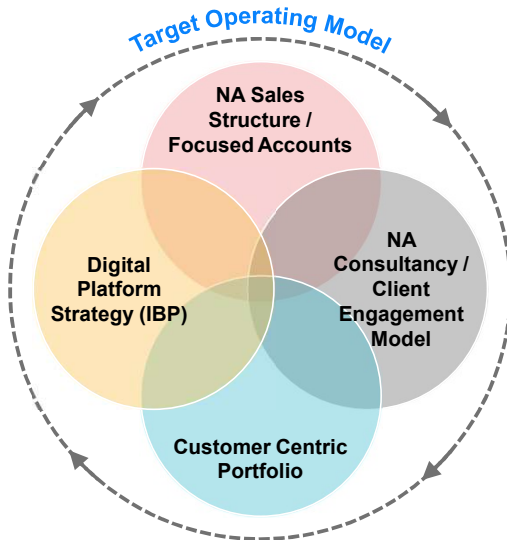 Target Operating Model
NA Sales
Structure /
Focused Accounts
Digital
Platform
Strategy (IBP)
NA
Consultancy /
Client
Engagement
Model
Customer Centric
Portfolio